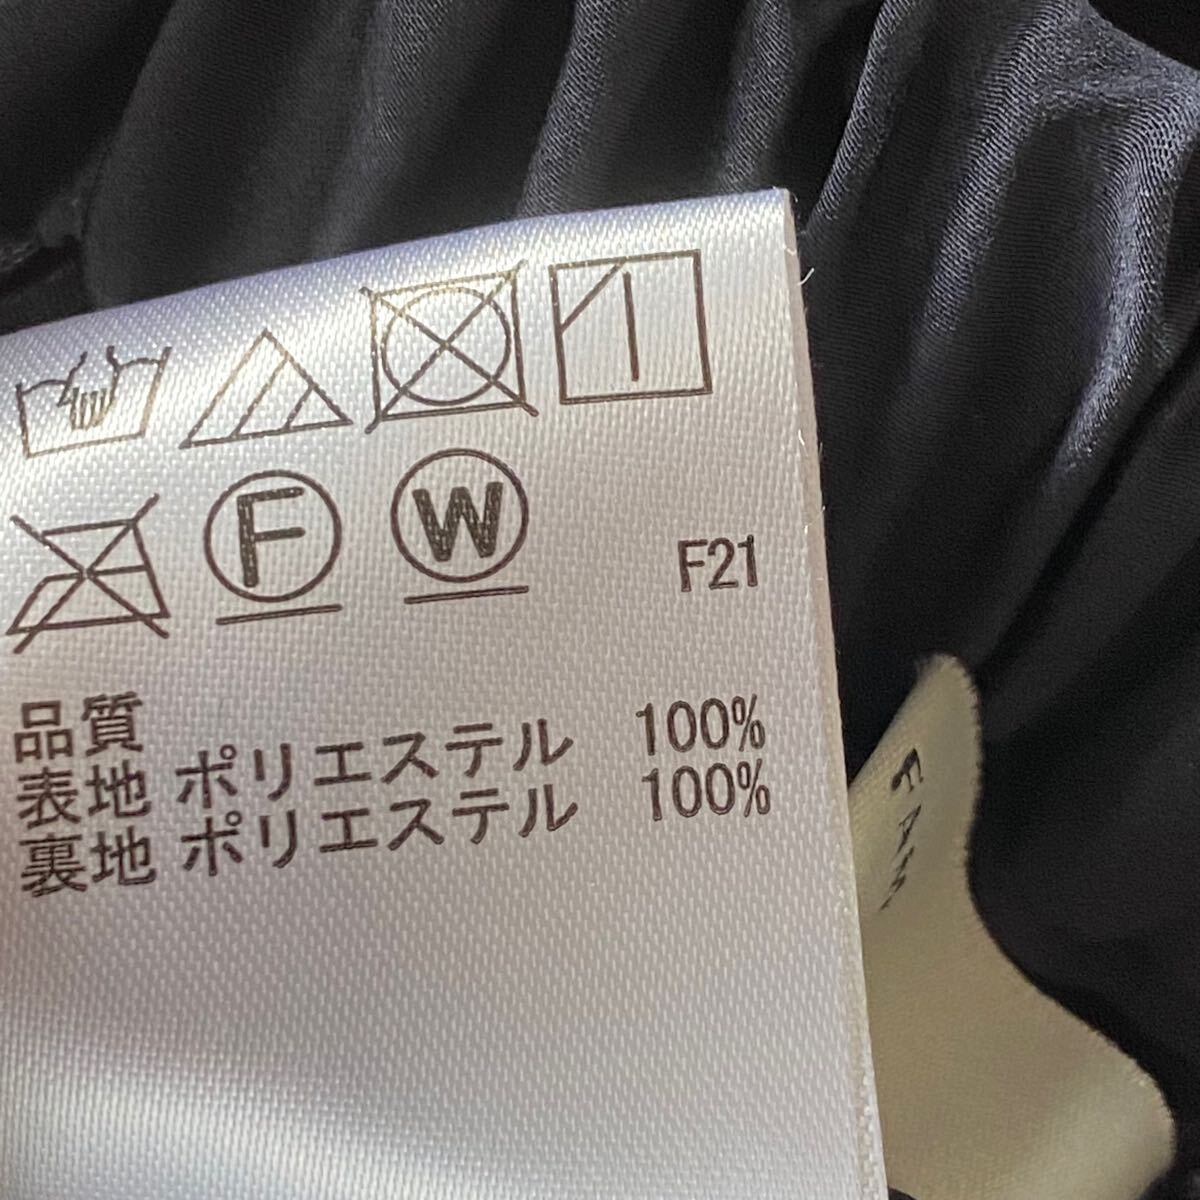 F W F21
品質
表地 ポリエステル 100%
裏地 ポリエステル 100%